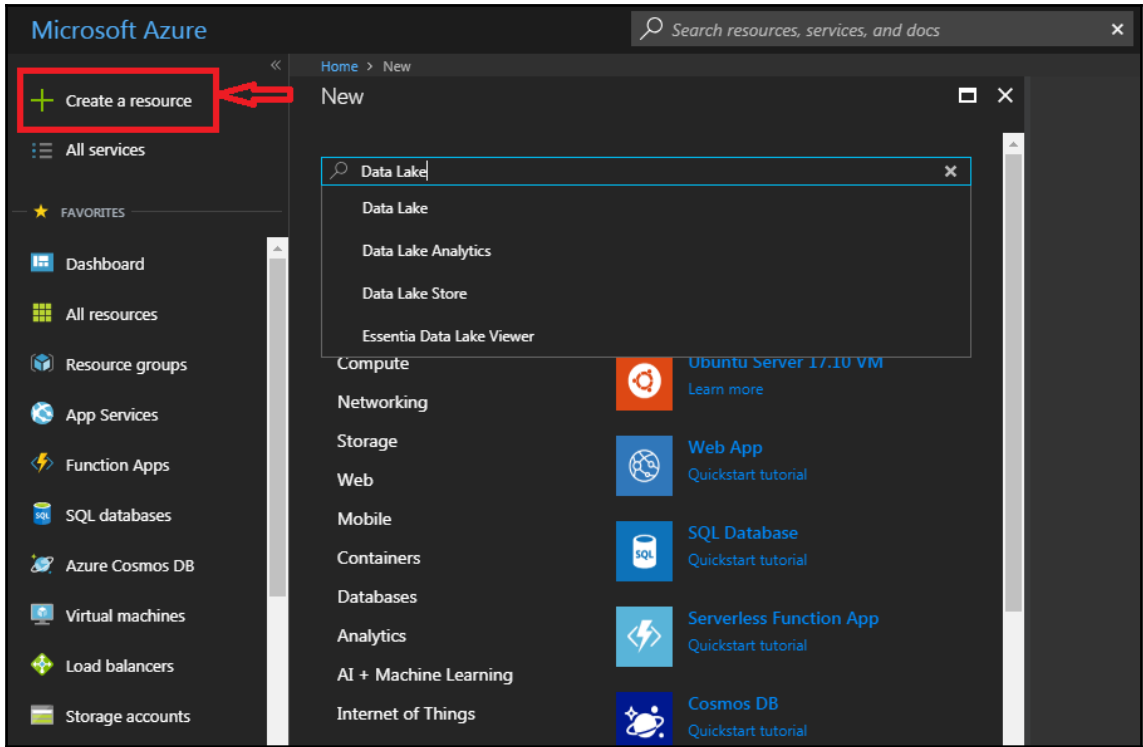 Microsoft Azure
Search resources, services, and docs
Create a resource
All services
FAVORITES
Dashboard
All resources
Resource groups
App Services
Function Apps
SQL databases
Azure Cosmos DB
Virtual machines
Load balancers
Storage accounts
Home > New
New
Data Lake
Data Lake
Data Lake Analytics
Data Lake Store
Essentia Data Lake Viewer
Compute
Networking
Storage
Web
Mobile
Containers
Databases
Analytics
AI + Machine Learning
Internet of Things
Ubuntu Server 17.10 VM
Learn more
Web App
Quickstart tutorial
SQL
SQL Database
Quickstart tutorial
Serverless Function App
Quickstart tutorial
Cosmos DB
Quickstart tutorial